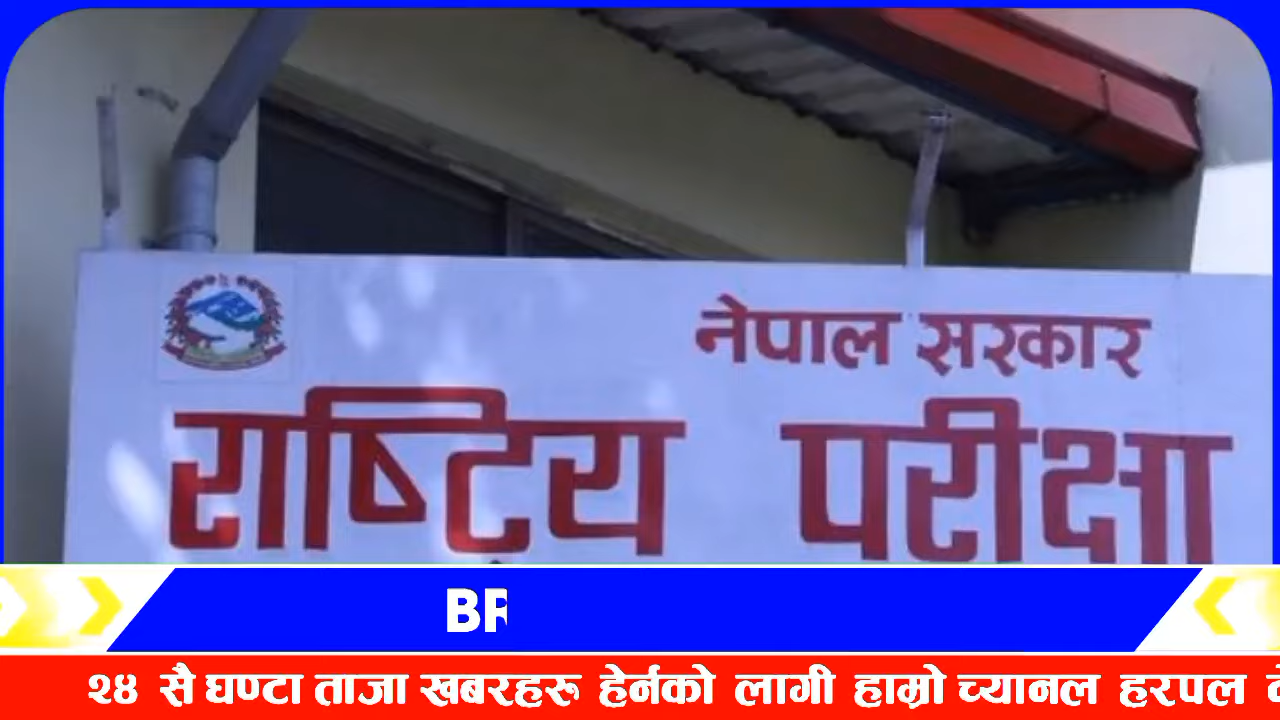 नेपाल सरकार
राष्ट्रिय परीक्षा
BR
२४ सै घण्टा ताजा खबरहरू हेर्नको लागी हाम्रो च्यानल हरपल